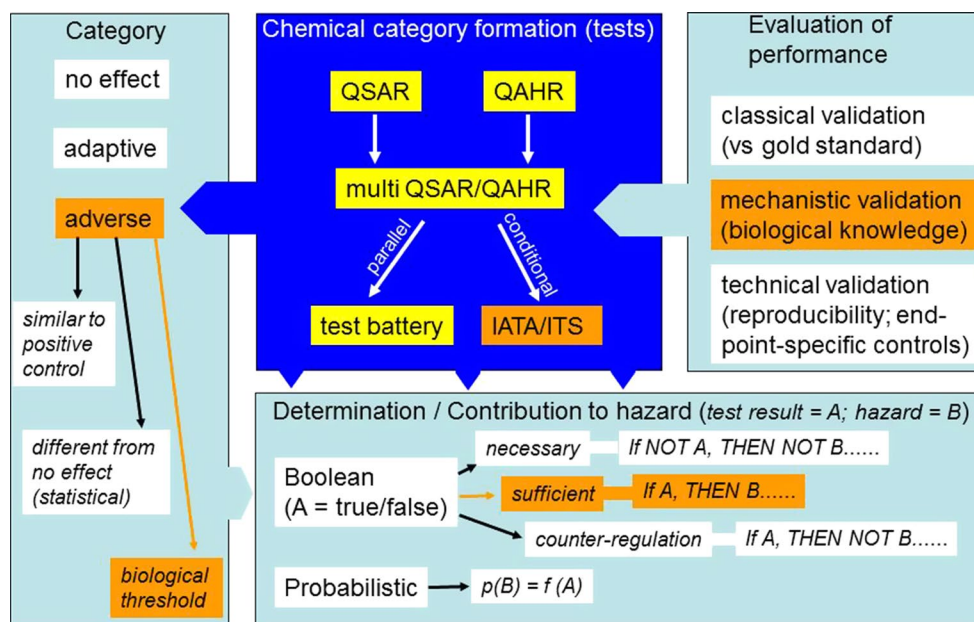 Category
no effect
adaptive
adverse
similar to
positive
control
different from
no effect
(statistical)
biological
threshold
Chemical category formation (tests)
QSAR
QAHR
multi QSAR/QAHR
parallel
conditional
test battery
IATA/ITS
Evaluation of
performance
classical validation
(vs gold standard)
mechanistic validation
(biological knowledge)
technical validation
(reproducibility; end-
point-specific controls)
Determination / Contribution to hazard (test result = A; hazard = B)
Boolean
(A = true/false)
necessary
If NOT A, THEN NOT B......
sufficient
If A, THEN B......
counter-regulation
If A, THEN NOT B......
Probabilistic
p(B) = f (A)